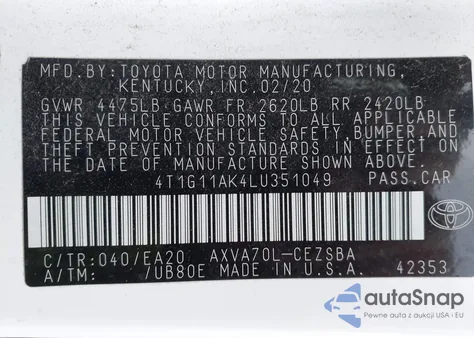 MFD.BY:TOYOTA MOTOR MANUFACTURING,
KENTUCKY,INC.02/20
GVWR 4475LB GAWR FR 2620LB RR 2420LB
THIS VEHICLE CONFORMS TO ALL APPLICABLE
FEDERAL MOTOR VEHICLE SAFETY,BUMPER,AND
THEFT PREVENTION STANDARDS IN EFFECT ON
THE DATE OF MANUFACTURE SHOWN ABOVE.
4T1G11AK4LU351049 PASS.CAR
C/TR:040/EA20 AXVA70L-CEZSBA
A/TM: /UB80E MADE IN U.S.A. 42353
autoSnap
Pewne auta z USA i EU